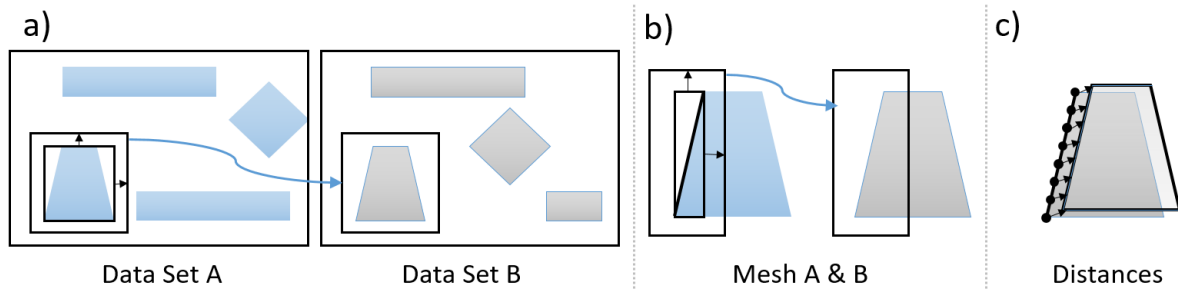 a)
b)
c)
Data Set A
Data Set B
Mesh A & B
Distances